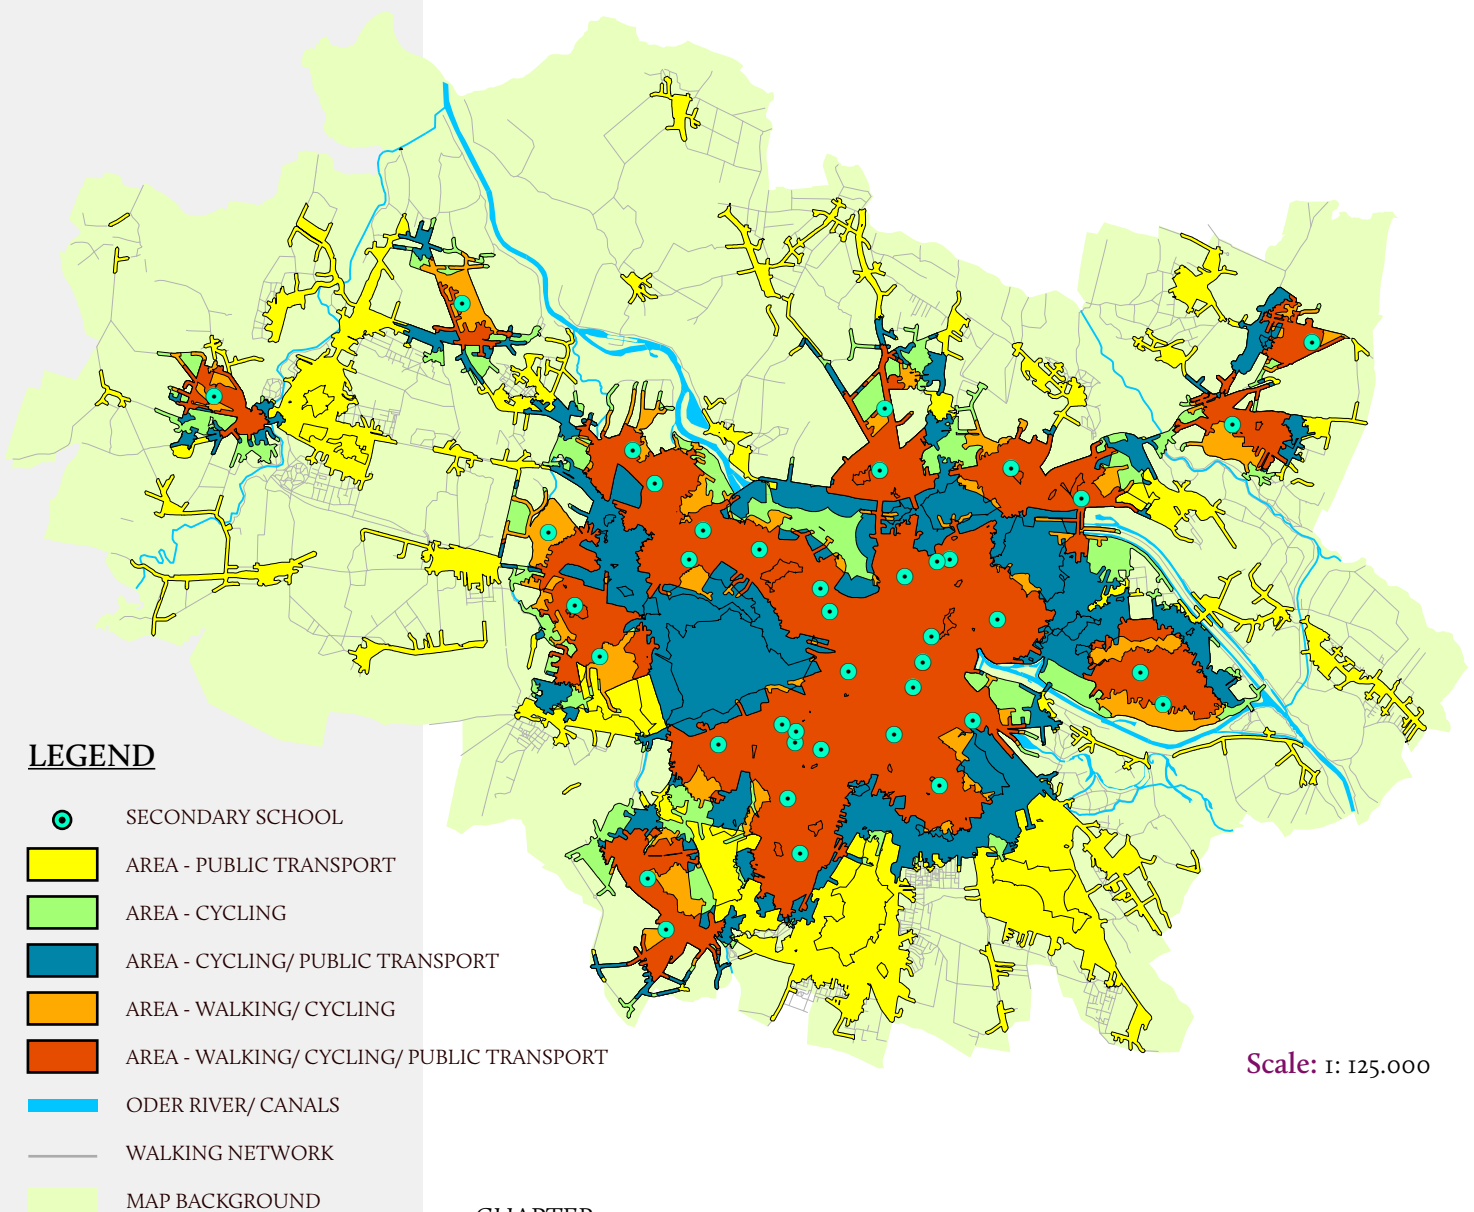 LEGEND
SECONDARY SCHOOL
AREA - PUBLIC TRANSPORT
AREA - CYCLING
AREA - CYCLING/ PUBLIC TRANSPORT
AREA - WALKING/ CYCLING
AREA - WALKING/ CYCLING/ PUBLIC TRANSPORT
ODER RIVER/ CANALS
WALKING NETWORK
MAP BACKGROUND
Scale: 1: 125.000
CHAPTER